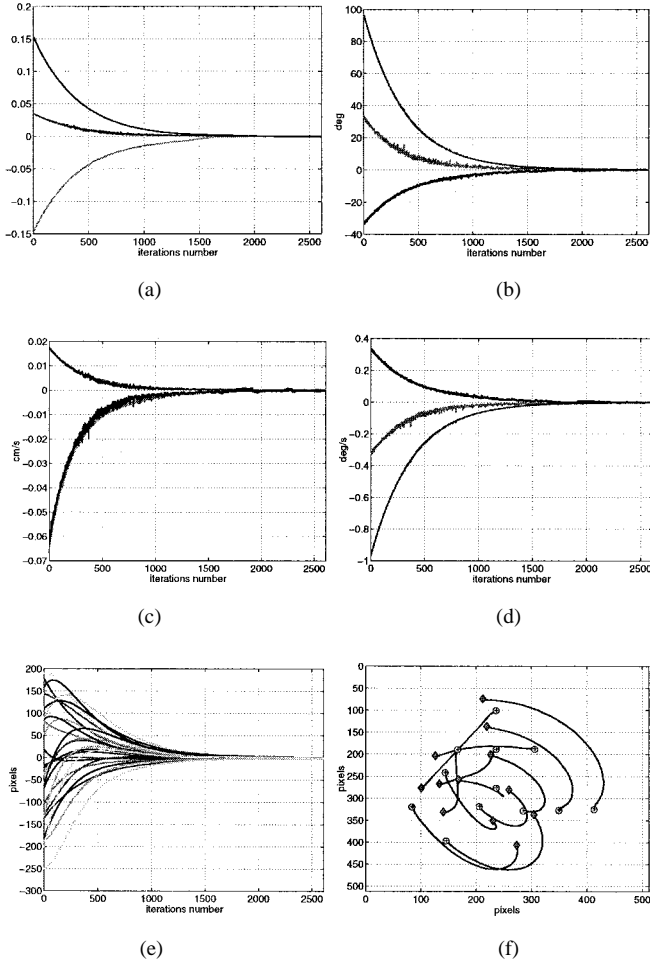 0.2
0.15
0.1
0.05
0
−0.05
−0.1
−0.15
0 500 1000 1500 2000 2500
iterations number
(a)
100
80
60
40
20
0
−20
−40
deg
0 500 1000 1500 2000 2500
iterations number
(b)
0.02
0.01
0
−0.01
−0.02
−0.03
−0.04
−0.05
−0.06
−0.07
cm/s
0 500 1000 1500 2000 2500
iterations number
(c)
0.4
0.2
0
−0.2
−0.4
−0.6
−0.8
−1
deg/s
0 500 1000 1500 2000 2500
iterations number
(d)
200
150
100
50
0
−50
−100
−150
−200
−250
−300
pixels
0 500 1000 1500 2000 2500
iterations number
(e)
0
50
100
150
200
250
300
350
400
450
500
pixels
0 100 200 300 400 500
pixels
(f)